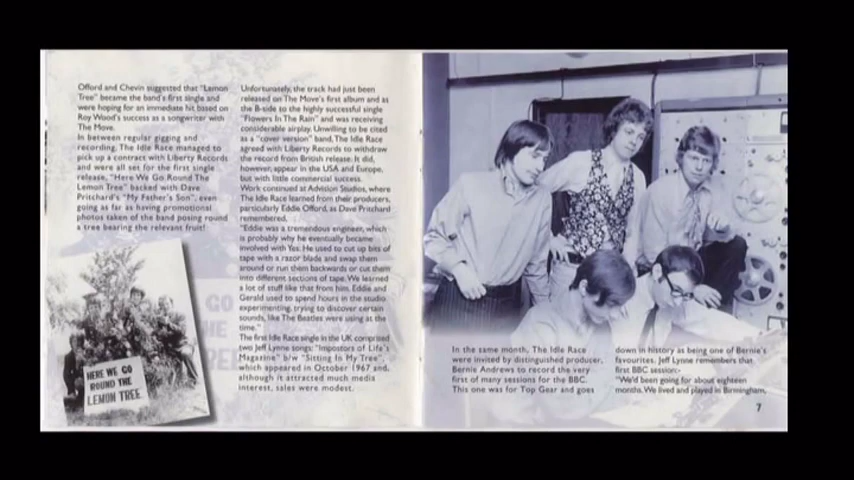 Offord and Chevin suggested that "Lemon
Tree" became the band's first single and
were hoping for an immediate hit based on
Roy Wood's success as a songwriter with
The Move.
In between regular gigging and
recording, The Idle Race managed to
pick up a contract with Liberty Records
and were all set for the first single
release, "Here We Go Round The
Lemon Tree" backed with Dave
Pritchard's "My Father's Son", even
going as far as having promotional
photos taken of the band posing round
a tree bearing the relevant fruit!
HERE WE GO
ROUND THE
LEMON TREE
Unfortunately, the track had just been
released on The Move's first album and as
the B-side to the highly successful single
"Flowers In The Rain" and was receiving
considerable airplay. Unwilling to be cited
as a "cover version" band, The Idle Race
agreed with Liberty Records to withdraw
the record from British release. It did,
however, appear in the USA and Europe,
but with little commercial success.
Work continued at Advision Studios, where
The Idle Race learned from their producers,
particularly Eddie Offord, as Dave Pritchard
remembered,
"Eddie was a tremendous engineer, which
is probably why he eventually became
involved with Yes. He used to cut up bits of
tape with a razor blade and swap them
around or run them backwards or cut them
into different sections of tape. We learned
a lot of stuff like that from him. Eddie and
Gerald used to spend hours in the studio
experimenting, trying to discover certain
sounds, like The Beatles were using at the
time."
The first Idle Race single in the UK comprised
two Jeff Lynne songs: "Impostors of Life's
Magazine" b/w "Sitting In My Tree",
which appeared in October 1967 and,
although it attracted much media
interest, sales were modest.
In the same month, The Idle Race
were invited by distinguished producer,
Bernie Andrews to record the very
first of many sessions for the BBC.
This one was for Top Gear and goes
down in history as being one of Bernie's
favourites. Jeff Lynne remembers that
first BBC session:-
"We'd been going for about eighteen
months. We lived and played in Birmingham,
7